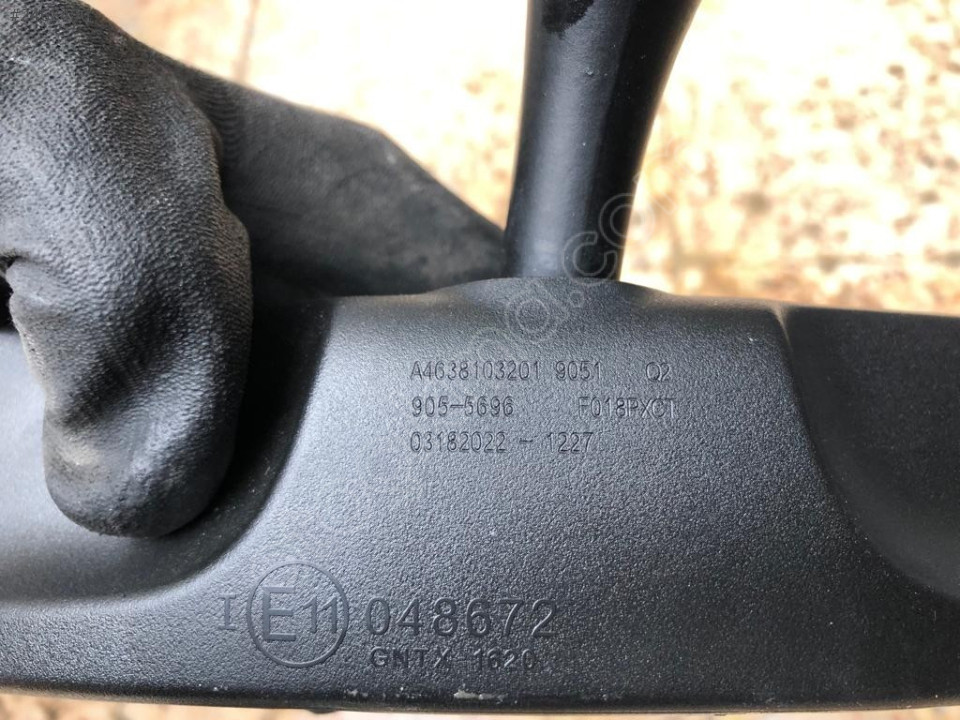 A4638103201 9051 Q2
905-5696 F018PXCT
03182022 - 1227
I E11 048672
GNTX-1620